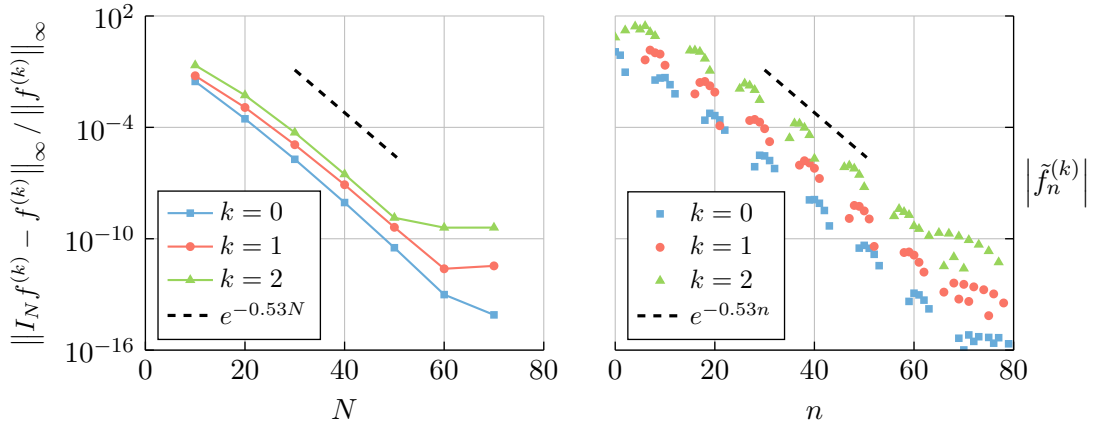 ‖I_N f^{(k)} − f^{(k)}‖_∞ / ‖f^{(k)}‖_∞
10^2
10^{−4}
10^{−10}
10^{−16}
0 20 40 60 80
N
k = 0
k = 1
k = 2
e^{−0.53N}
0 20 40 60 80
n
k = 0
k = 1
k = 2
e^{−0.53n}
|f̃_n^{(k)}|